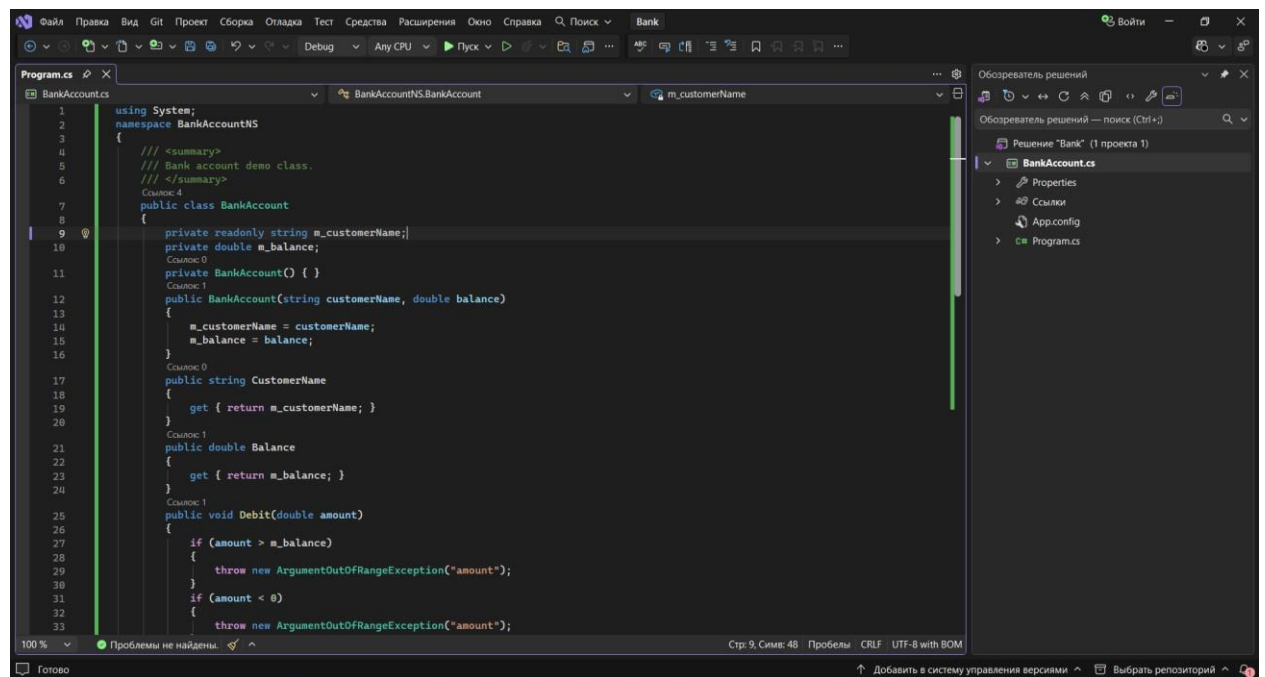 Файл Правка Вид Git Проект Сборка Отладка Тест Средства Расширения Окно Справка Поиск Bank Войти
Debug Any CPU Пуск
Program.cs
BankAccount.cs BankAccountNS.BankAccount m_customerName
1 using System;
2 namespace BankAccountNS
3 {
4 /// <summary>
5 /// Bank account demo class.
6 /// </summary>
Ссылок: 4
7 public class BankAccount
8 {
9 private readonly string m_customerName;
10 private double m_balance;
Ссылок: 0
11 private BankAccount() { }
Ссылок: 1
12 public BankAccount(string customerName, double balance)
13 {
14 m_customerName = customerName;
15 m_balance = balance;
16 }
Ссылок: 0
17 public string CustomerName
18 {
19 get { return m_customerName; }
20 }
Ссылок: 1
21 public double Balance
22 {
23 get { return m_balance; }
24 }
Ссылок: 1
25 public void Debit(double amount)
26 {
27 if (amount > m_balance)
28 {
29 throw new ArgumentOutOfRangeException("amount");
30 }
31 if (amount < 0)
32 {
33 throw new ArgumentOutOfRangeException("amount");
100 % Проблемы не найдены. Стр: 9, Симв: 48 Пробелы CRLF UTF-8 with BOM
Обозреватель решений
Обозреватель решений — поиск (Ctrl+;)
Решение "Bank" (1 проекта 1)
BankAccount.cs
Properties
Ссылки
App.config
C# Program.cs
Готово Добавить в систему управления версиями Выбрать репозиторий